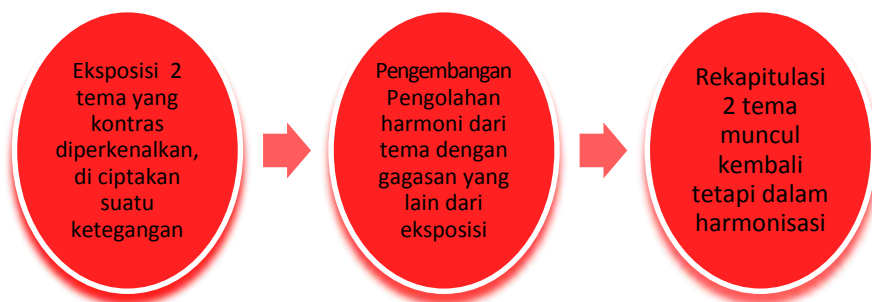 Eksposisi 2
tema yang
kontras
diperkenalkan,
di ciptakan
suatu
ketegangan
Pengembangan
Pengolahan
harmoni dari
tema dengan
gagasan yang
lain dari
eksposisi
Rekapitulasi
2 tema
muncul
kembali
tetapi dalam
harmonisasi